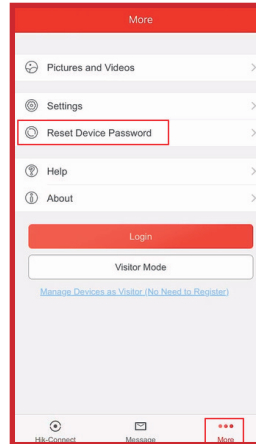 More
Pictures and Videos
Settings
Reset Device Password
Help
About
Login
Visitor Mode
Manage Devices as Visitor (No Need to Register)
Hik-Connect
Message
More